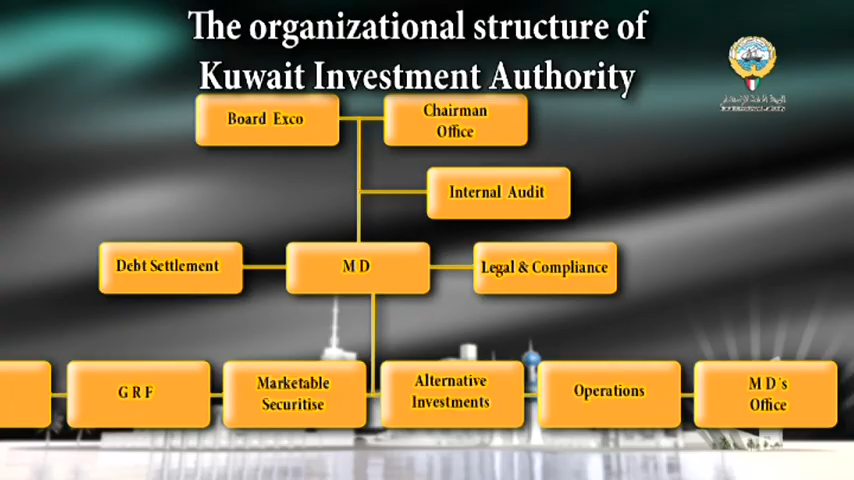 The organizational structure of
Kuwait Investment Authority
Board Exco
Chairman
Office
Internal Audit
Debt Settlement
M D
Legal & Compliance
G R F
Marketable
Securitise
Alternative
Investments
Operations
M D's
Office